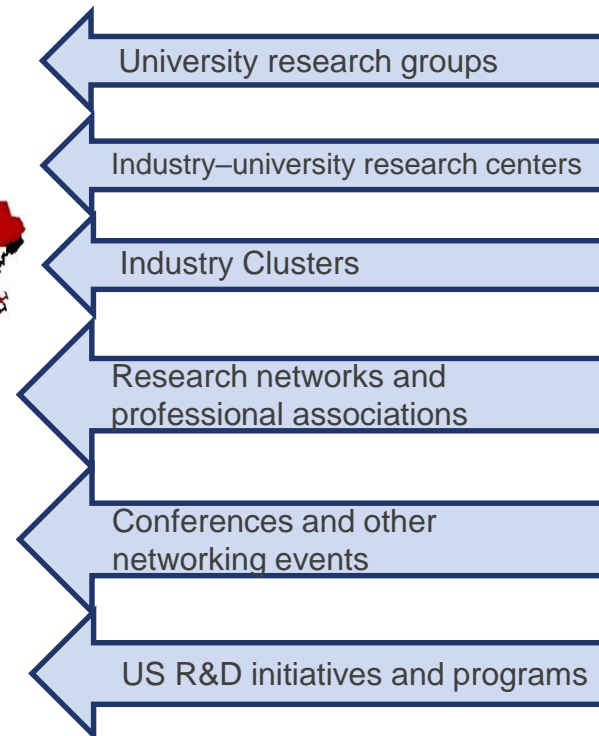 University research groups
Industry–university research centers
Industry Clusters
Research networks and
professional associations
Conferences and other
networking events
US R&D initiatives and programs